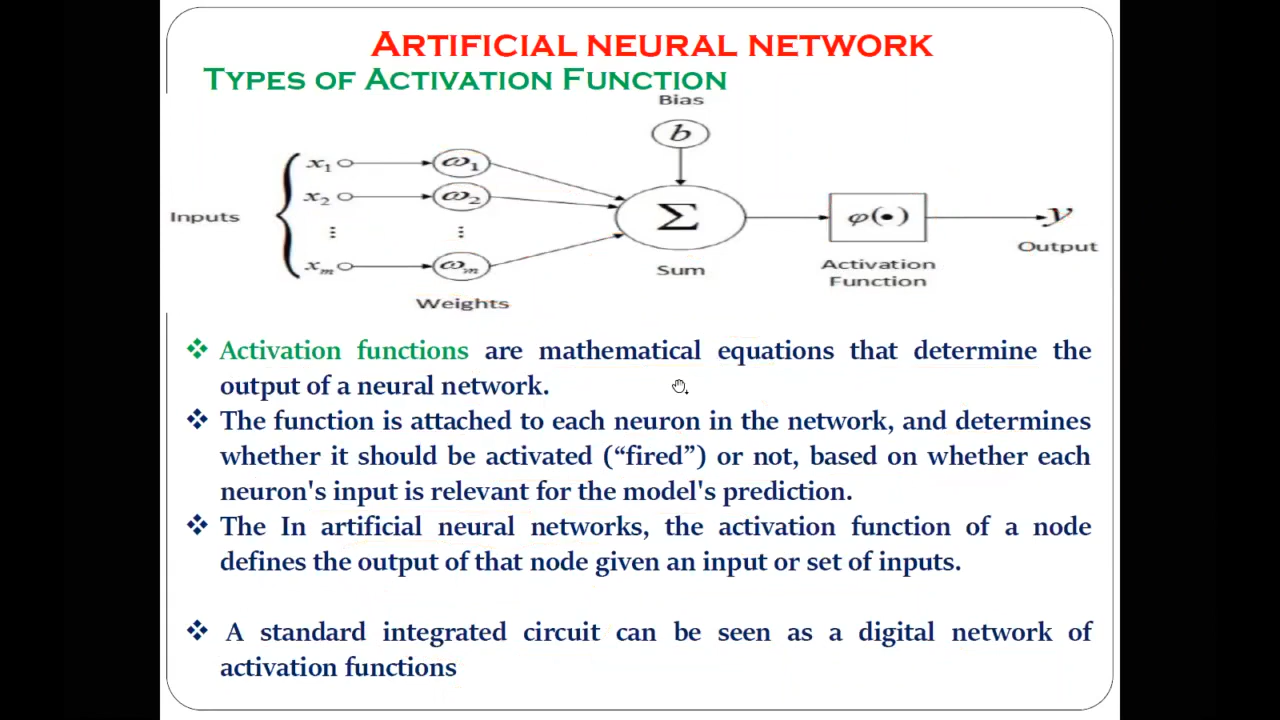 ARTIFICIAL NEURAL NETWORK
TYPES OF ACTIVATION FUNCTION
Bias
b
x1 ω1
x2 ω2
Inputs
⋮ ⋮
Σ
φ(•)
y
Output
xm ωm
Sum
Activation
Function
Weights
❖ Activation functions are mathematical equations that determine the
output of a neural network.
❖ The function is attached to each neuron in the network, and determines
whether it should be activated (“fired”) or not, based on whether each
neuron's input is relevant for the model's prediction.
❖ The In artificial neural networks, the activation function of a node
defines the output of that node given an input or set of inputs.
❖ A standard integrated circuit can be seen as a digital network of
activation functions